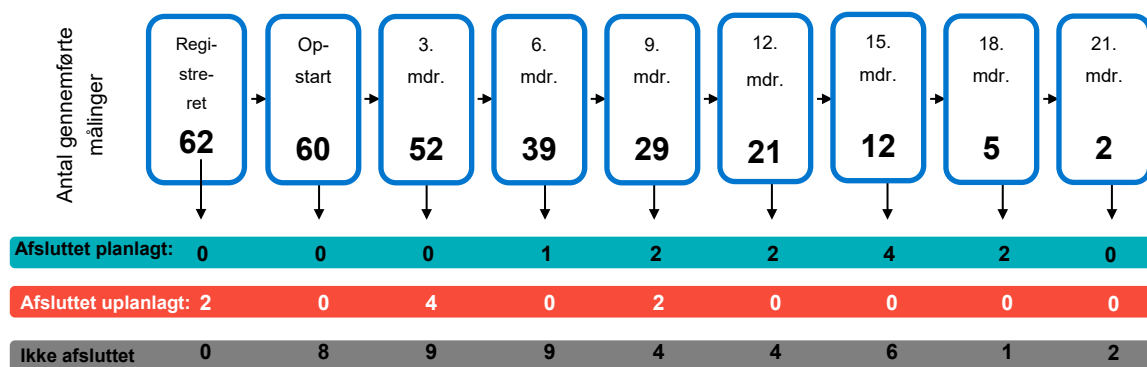 Antal gennemførte
målinger
Regi-
stre-
ret
62
Op-
start
60
3.
mdr.
52
6.
mdr.
39
9.
mdr.
29
12.
mdr.
21
15.
mdr.
12
18.
mdr.
5
21.
mdr.
2
Afsluttet planlagt: 0 0 0 1 2 2 4 2 0
Afsluttet uplanlagt: 2 0 4 0 2 0 0 0 0
Ikke afsluttet 0 8 9 9 4 4 6 1 2